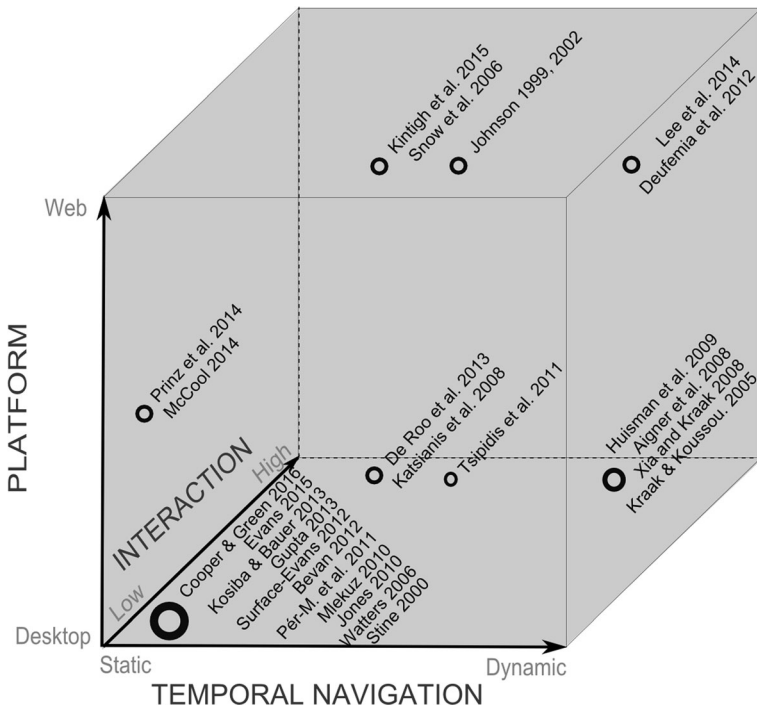 Kintigh et al. 2015
Snow et al. 2006
Johnson 1999, 2002
Lee et al. 2014
Deufemia et al. 2012
Web
PLATFORM
Prinz et al. 2014
McCool 2014
De Roo et al. 2013
Katsianis et al. 2008
Tsipidis et al. 2011
Huisman et al. 2009
Aigner et al. 2008
Xia and Kraak 2008
Kraak & Koussou. 2005
INTERACTION
High
Low
Cooper & Green 2016
Evans 2015
Kosiba & Bauer 2013
Gupta 2013
Surface-Evans 2012
Bevan 2012
Pér-M. et al. 2011
Mlekuz 2010
Jones 2010
Watters 2006
Stine 2000
Desktop
Static
Dynamic
TEMPORAL NAVIGATION